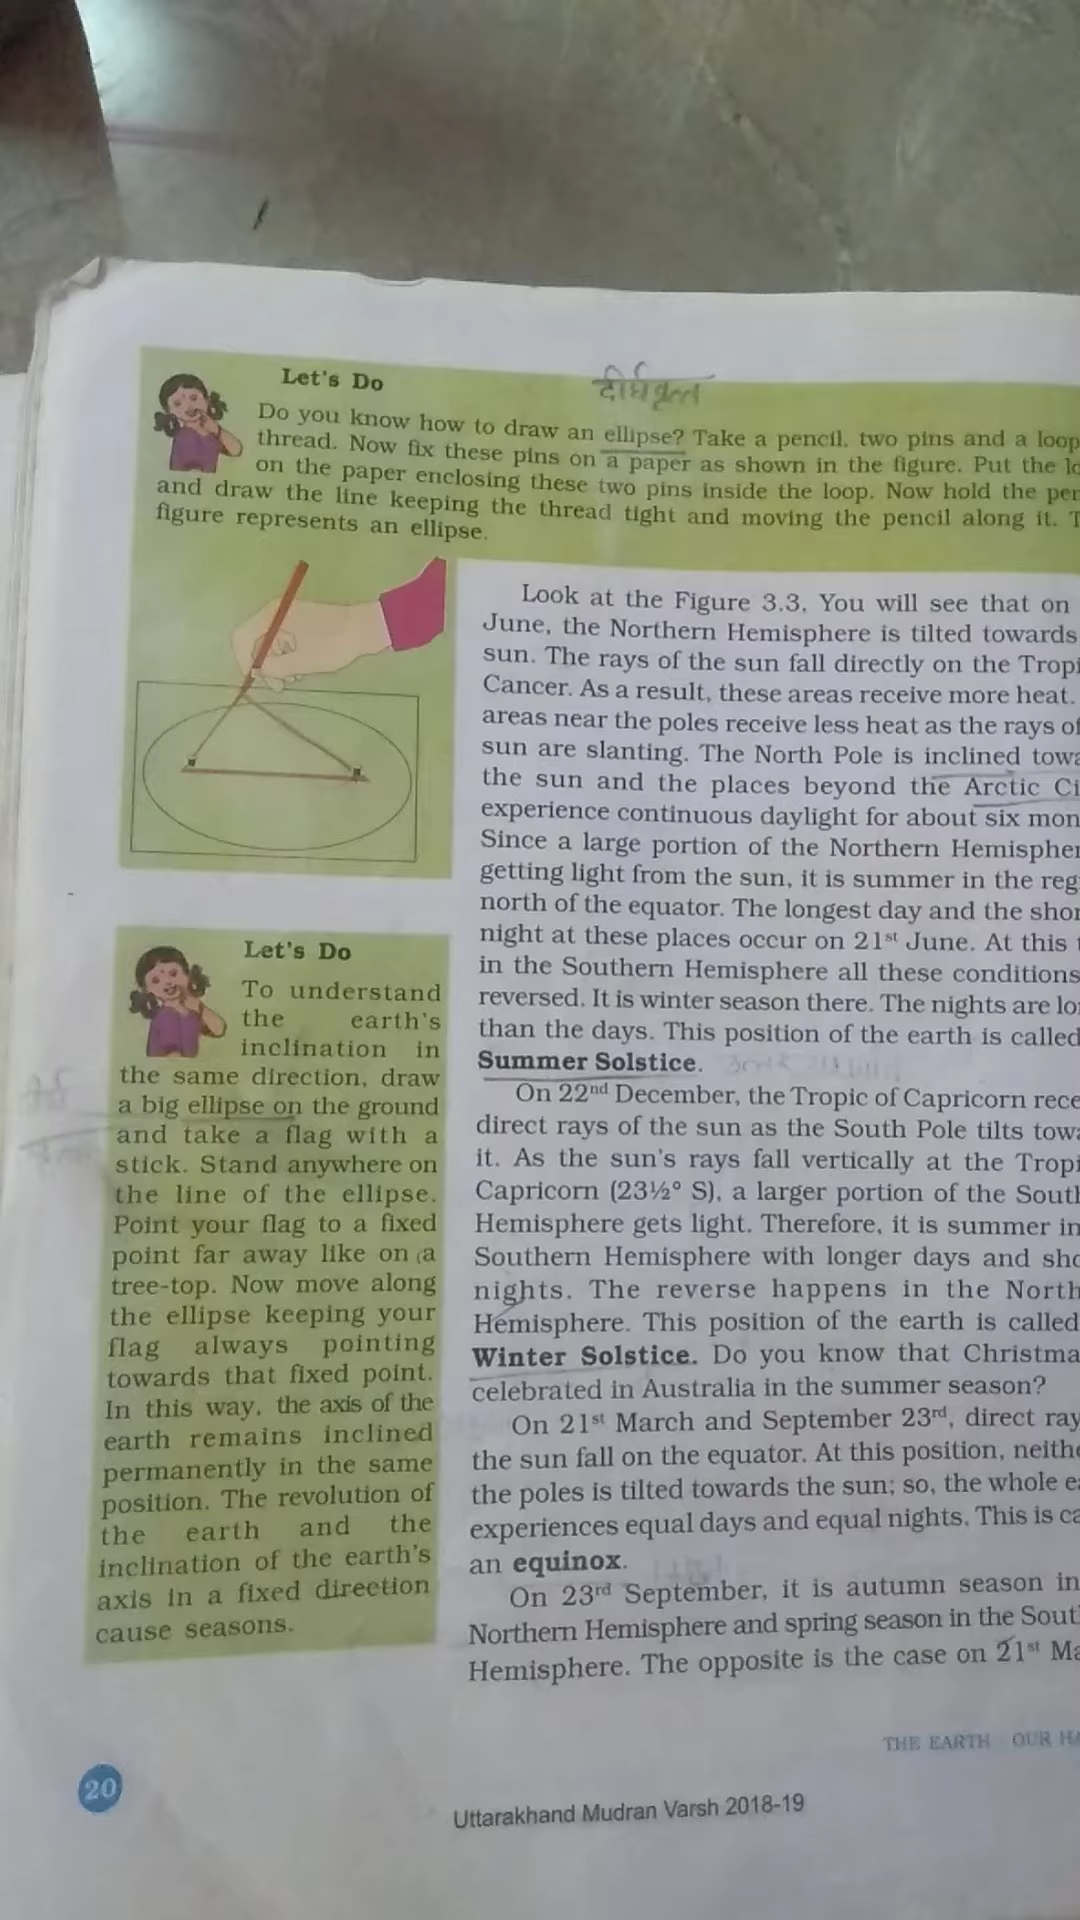 Let's Do
दीर्घवृत्त
Do you know how to draw an ellipse? Take a pencil, two pins and a loop
thread. Now fix these pins on a paper as shown in the figure. Put the
on the paper enclosing these two pins inside the loop. Now hold the
and draw the line keeping the thread tight and moving the pencil along it.
figure represents an ellipse.
Look at the Figure 3.3. You will see that on
June, the Northern Hemisphere is tilted towards
sun. The rays of the sun fall directly on the
Cancer. As a result, these areas receive more heat.
areas near the poles receive less heat as the rays of
sun are slanting. The North Pole is inclined
the sun and the places beyond the Arctic
experience continuous daylight for about six
Since a large portion of the Northern
getting light from the sun, it is summer in the
north of the equator. The longest day and the
night at these places occur on 21st June. At this
in the Southern Hemisphere all these conditions
reversed. It is winter season there. The nights are
than the days. This position of the earth is called
Summer Solstice.
On 22nd December, the Tropic of Capricorn
direct rays of the sun as the South Pole tilts
it. As the sun's rays fall vertically at the
Capricorn (23½° S), a larger portion of the
Hemisphere gets light. Therefore, it is summer in
Southern Hemisphere with longer days and
nights. The reverse happens in the
Hemisphere. This position of the earth is called
Winter Solstice. Do you know that
celebrated in Australia in the summer season?
On 21st March and September 23rd, direct
the sun fall on the equator. At this position,
the poles is tilted towards the sun; so, the whole
experiences equal days and equal nights. This is
an equinox.
On 23rd September, it is autumn season in
Northern Hemisphere and spring season in the
Hemisphere. The opposite is the case on 21st
Let's Do
To understand
the earth's
inclination in
the same direction, draw
a big ellipse on the ground
and take a flag with a
stick. Stand anywhere on
the line of the ellipse.
Point your flag to a fixed
point far away like on a
tree-top. Now move along
the ellipse keeping your
flag always pointing
towards that fixed point.
In this way, the axis of the
earth remains inclined
permanently in the same
position. The revolution of
the earth and the
inclination of the earth's
axis in a fixed direction
cause seasons.
THE EARTH : OUR
20
Uttarakhand Mudran Varsh 2018-19